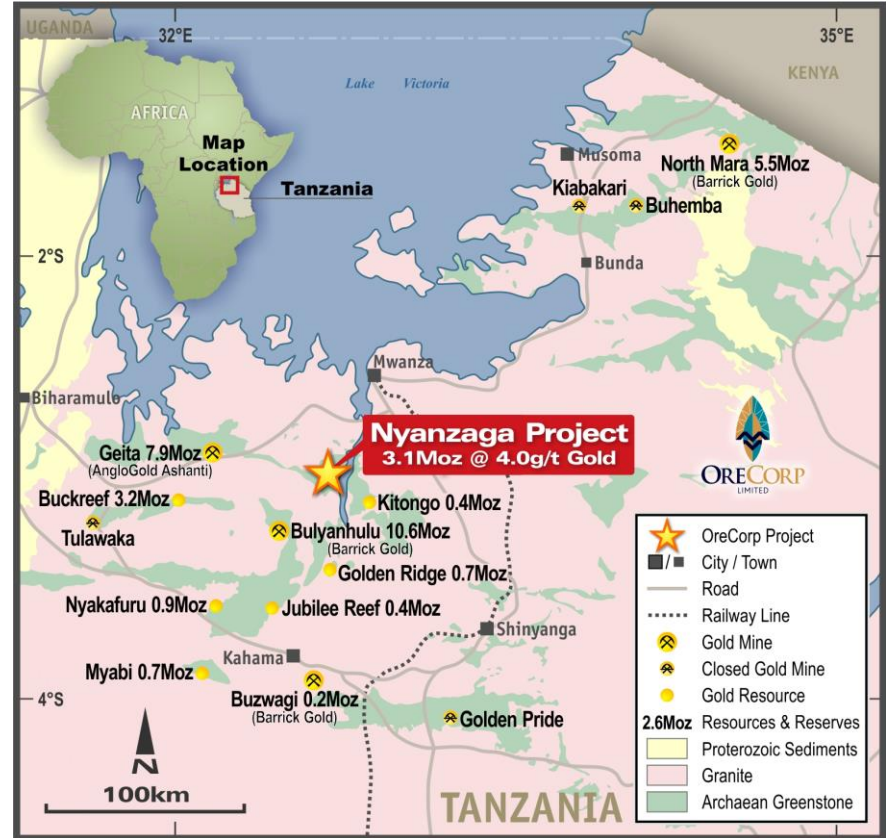 UGANDA
32°E
35°E
KENYA
Lake Victoria
AFRICA
Map
Location
Tanzania
Musoma
North Mara 5.5Moz
(Barrick Gold)
Kiabakari
Buhemba
2°S
Bunda
Mwanza
Biharamulo
Nyanzaga Project
3.1Moz @ 4.0g/t Gold
Geita 7.9Moz
(AngloGold Ashanti)
ORECORP
LIMITED
Buckreef 3.2Moz
Kitongo 0.4Moz
Tulawaka
Bulyanhulu 10.6Moz
(Barrick Gold)
Golden Ridge 0.7Moz
Nyakafuru 0.9Moz
Jubilee Reef 0.4Moz
Shinyanga
Kahama
Myabi 0.7Moz
4°S
Buzwagi 0.2Moz
(Barrick Gold)
Golden Pride
N
100km
TANZANIA
OreCorp Project
/ City / Town
Road
Railway Line
Gold Mine
Closed Gold Mine
Gold Resource
2.6Moz Resources & Reserves
Proterozoic Sediments
Granite
Archaean Greenstone